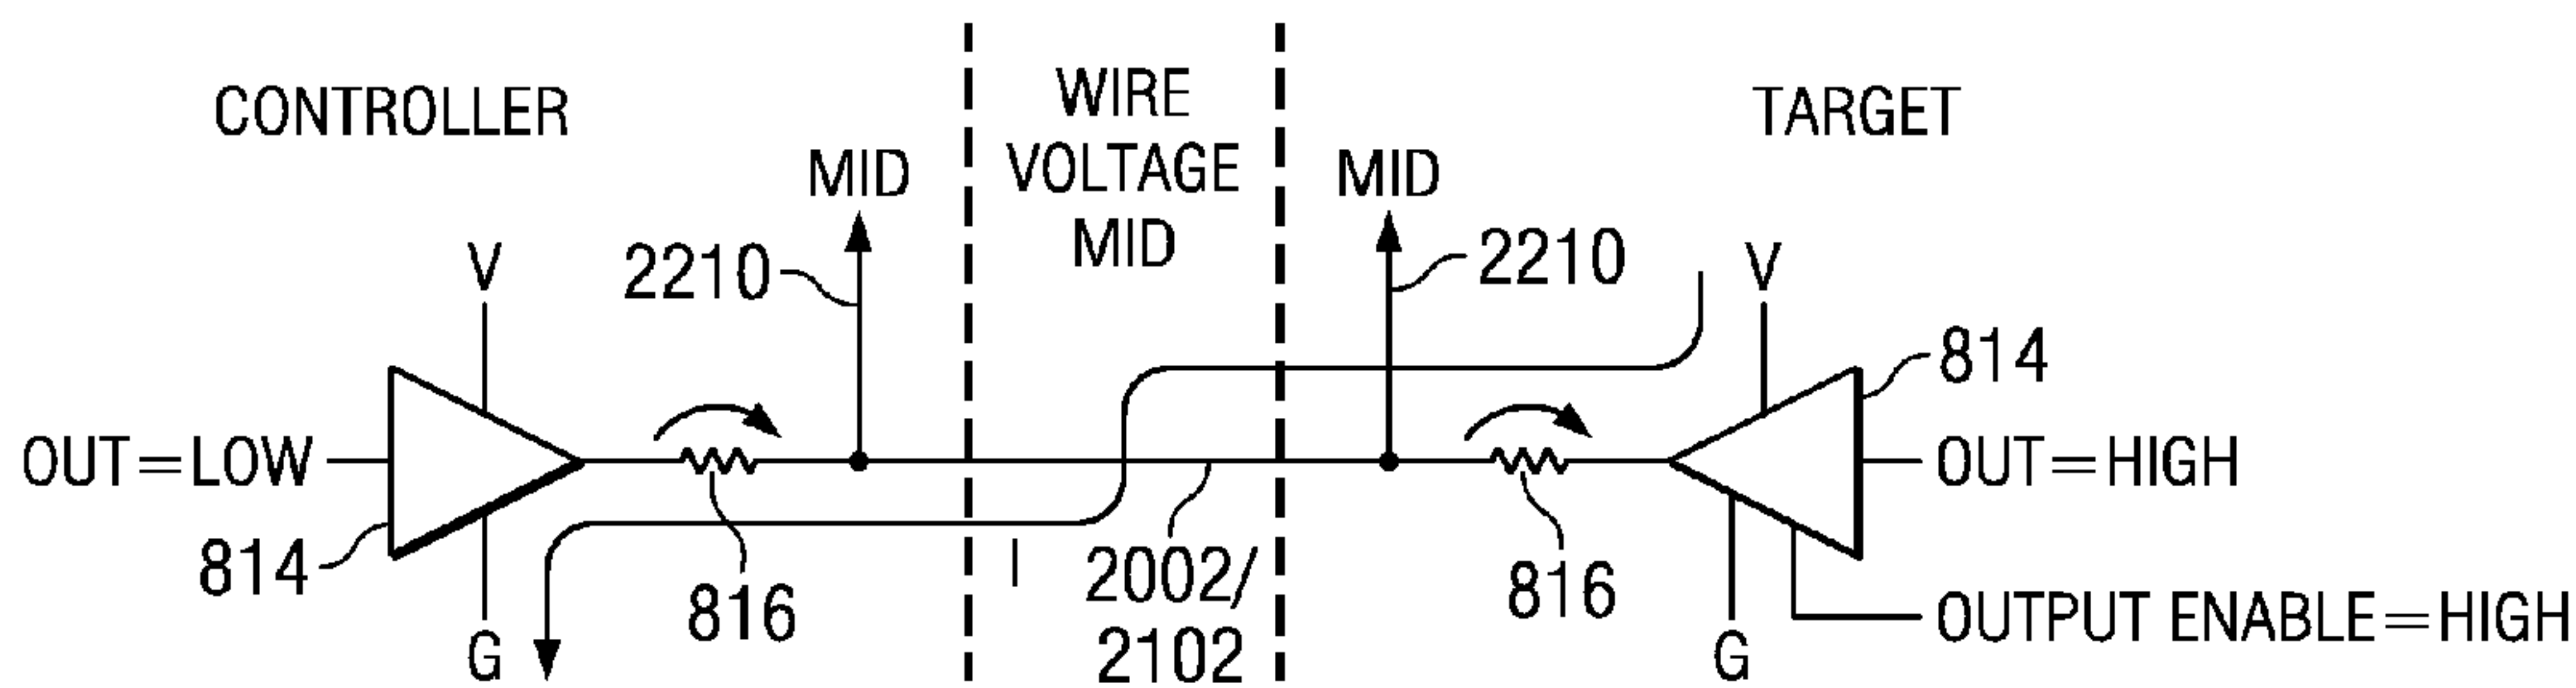 CONTROLLER
WIRE
VOLTAGE
MID
TARGET
MID
MID
V
2210
2210
V
814
OUT=LOW
OUT=HIGH
814
816
I
2002/
2102
816
OUTPUT ENABLE=HIGH
G
G